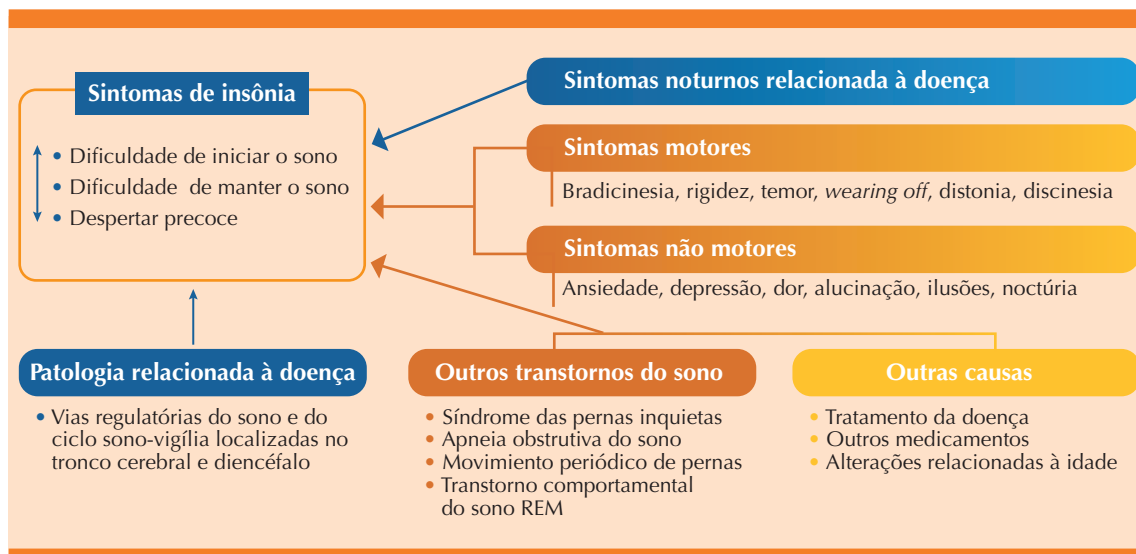 Sintomas de insônia
• Dificuldade de iniciar o sono
• Dificuldade de manter o sono
• Despertar precoce
Sintomas noturnos relacionada à doença
Sintomas motores
Bradicinesia, rigidez, temor, wearing off, distonia, discinesia
Sintomas não motores
Ansiedade, depressão, dor, alucinação, ilusões, noctúria
Patologia relacionada à doença
• Vias regulatórias do sono e do
ciclo sono-vigília localizadas no
tronco cerebral e diencéfalo
Outros transtornos do sono
• Síndrome das pernas inquietas
• Apneia obstrutiva do sono
• Movimiento periódico de pernas
• Transtorno comportamental
do sono REM
Outras causas
• Tratamento da doença
• Outros medicamentos
• Alterações relacionadas à idade